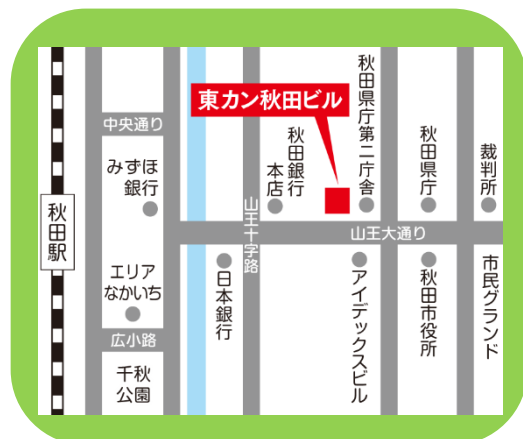 東カン秋田ビル
中央通り
みずほ
銀行
秋田駅
エリア
なかいち
広小路
千秋
公園
日本銀行
山王十字路
秋田銀行
本店
秋田県庁第二庁舎
秋田県庁
裁判所
山王大通り
アイデックスビル
秋田市役所
市民グランド